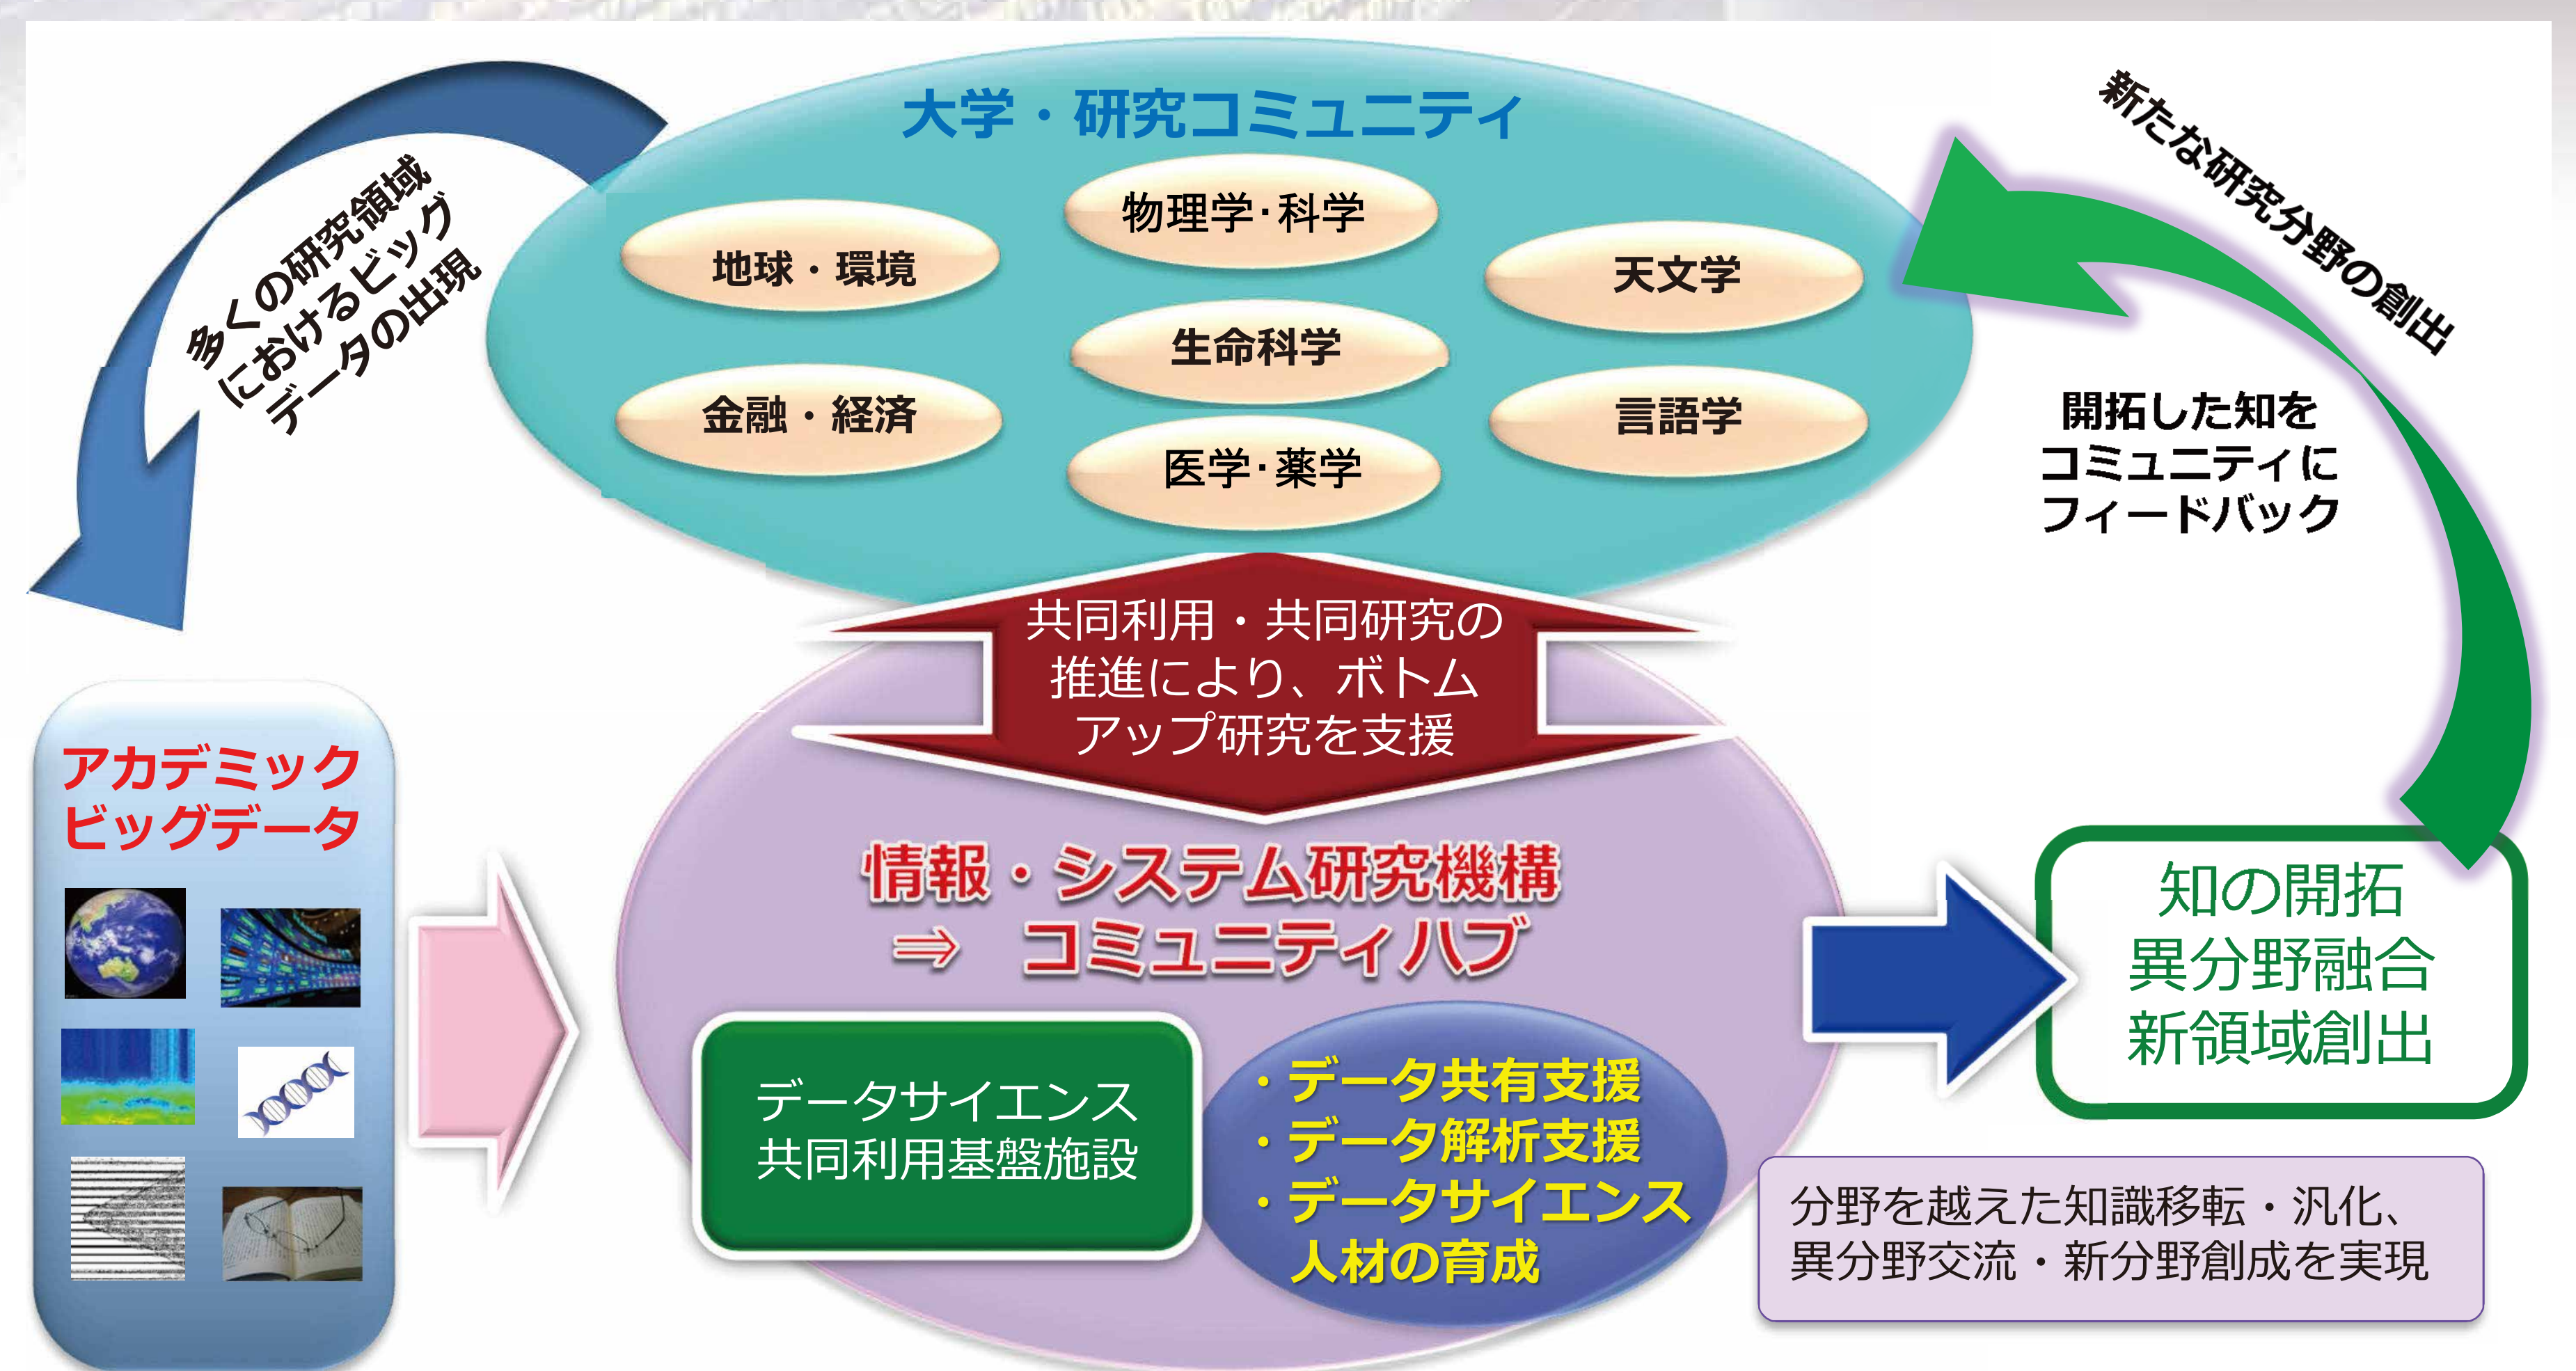 大学・研究コミュニティ
物理学・科学
地球・環境
天文学
生命科学
金融・経済
言語学
医学・薬学
多くの研究領域
におけるビッグ
データの出現
新たな研究分野の創出
開拓した知を
コミュニティに
フィードバック
共同利用・共同研究の
推進により、ボトム
アップ研究を支援
アカデミック
ビッグデータ
情報・システム研究機構
⇒ コミュニティハブ
データサイエンス
共同利用基盤施設
・データ共有支援
・データ解析支援
・データサイエンス
人材の育成
知の開拓
異分野融合
新領域創出
分野を越えた知識移転・汎化、
異分野交流・新分野創成を実現